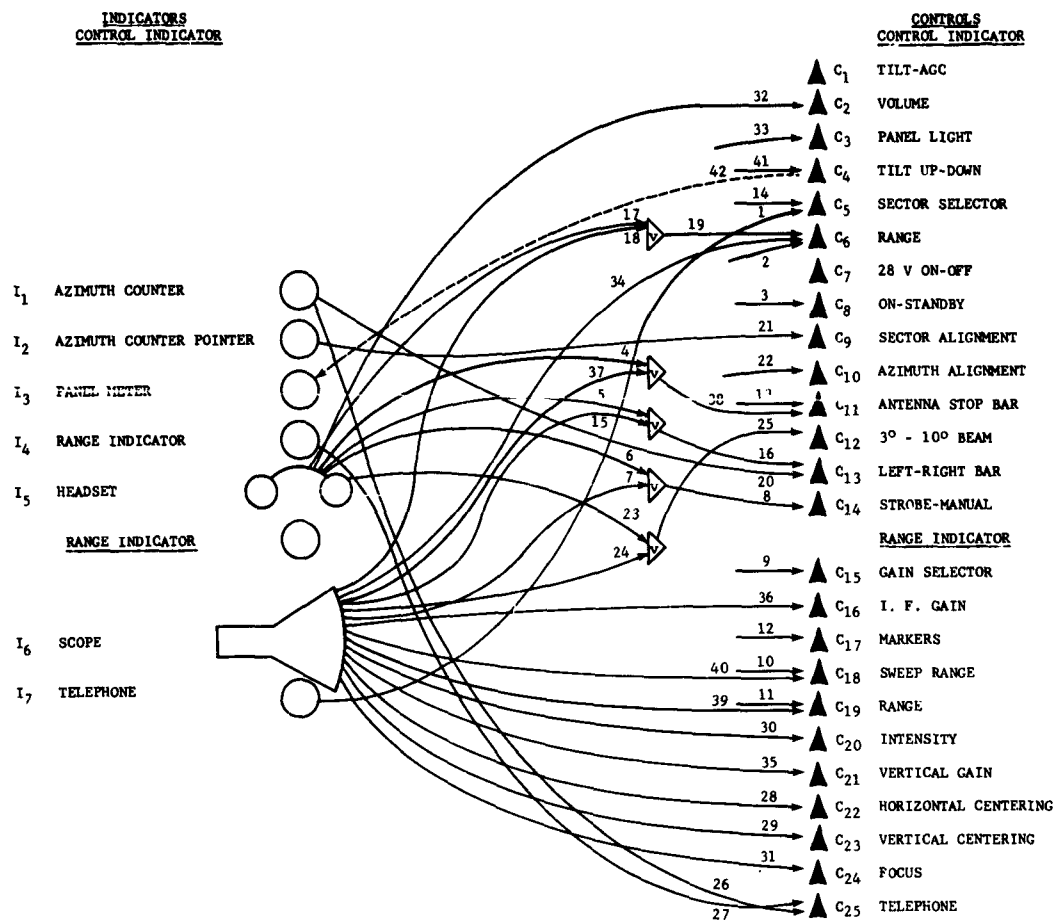 INDICATORS
CONTROL INDICATOR
I1 AZIMUTH COUNTER
I2 AZIMUTH COUNTER POINTER
I3 PANEL METER
I4 RANGE INDICATOR
I5 HEADSET
RANGE INDICATOR
I6 SCOPE
I7 TELEPHONE
CONTROLS
CONTROL INDICATOR
C1 TILT-AGC
32 C2 VOLUME
33 C3 PANEL LIGHT
42 41 C4 TILT UP-DOWN
14 1 C5 SECTOR SELECTOR
17 18 V 19 C6 RANGE
34 2 C7 28 V ON-OFF
3 C8 ON-STANDBY
21 C9 SECTOR ALIGNMENT
4 37 V 22 C10 AZIMUTH ALIGNMENT
38 C11 ANTENNA STOP BAR
5 15 V 25 C12 3° - 10° BEAM
16 20 C13 LEFT-RIGHT BAR
6 7 V 8 C14 STROBE-MANUAL
23 24 V
RANGE INDICATOR
9 C15 GAIN SELECTOR
36 C16 I. F. GAIN
12 C17 MARKERS
40 10 C18 SWEEP RANGE
39 11 C19 RANGE
30 C20 INTENSITY
35 C21 VERTICAL GAIN
28 C22 HORIZONTAL CENTERING
29 C23 VERTICAL CENTERING
31 C24 FOCUS
26 27 C25 TELEPHONE